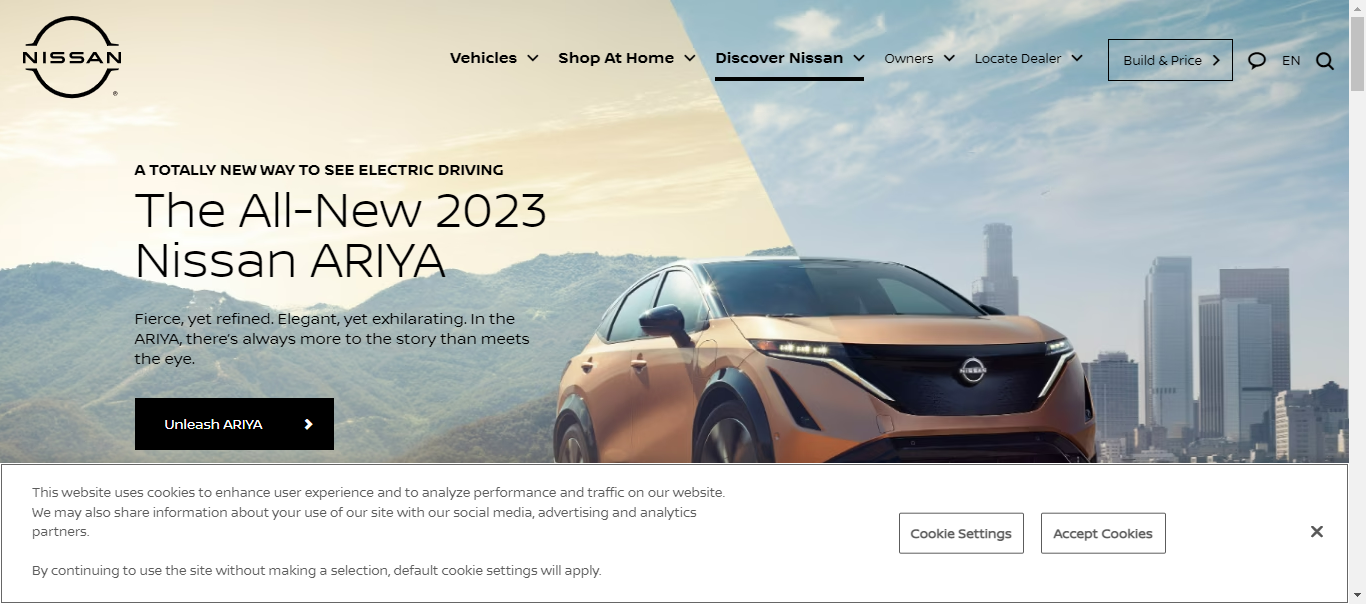 NISSAN
Vehicles
Shop At Home
Discover Nissan
Owners
Locate Dealer
Build & Price
EN
A TOTALLY NEW WAY TO SEE ELECTRIC DRIVING
The All-New 2023
Nissan ARIYA
Fierce, yet refined. Elegant, yet exhilarating. In the
ARIYA, there's always more to the story than meets
the eye.
Unleash ARIYA
NISSAN
This website uses cookies to enhance user experience and to analyze performance and traffic on our website.
We may also share information about your use of our site with our social media, advertising and analytics
partners.
By continuing to use the site without making a selection, default cookie settings will apply.
Cookie Settings
Accept Cookies